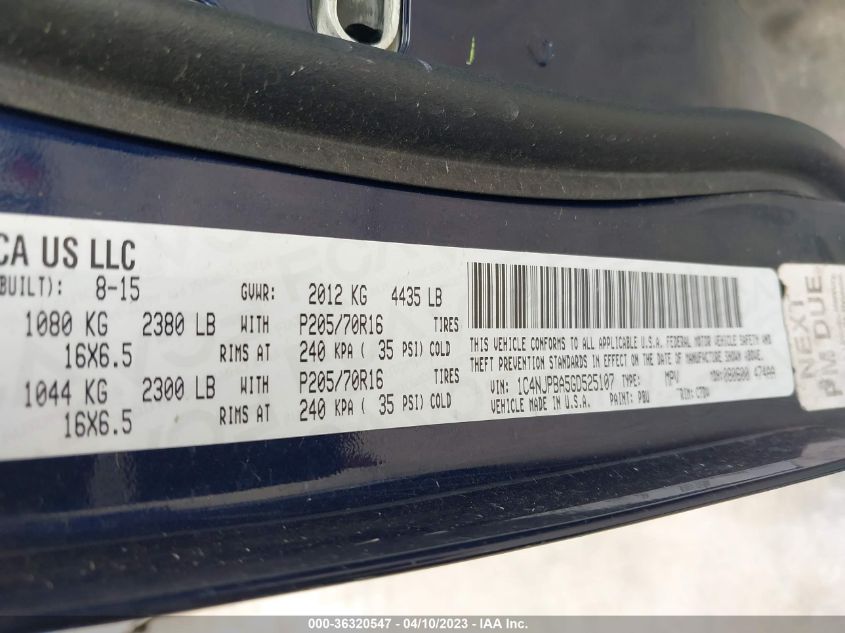 CA US LLC
BUILT): 8-15 GVWR: 2012 KG 4435 LB
1080 KG 2380 LB WITH P205/70R16 TIRES
16X6.5 RIMS AT 240 KPA ( 35 PSI) COLD
1044 KG 2300 LB WITH P205/70R16 TIRES
16X6.5 RIMS AT 240 KPA ( 35 PSI) COLD
THIS VEHICLE CONFORMS TO ALL APPLICABLE U.S.A. FEDERAL MOTOR VEHICLE SAFETY AND
THEFT PREVENTION STANDARDS IN EFFECT ON THE DATE OF MANUFACTURE SHOWN ABOVE.
VIN: 1C4NJPBA5GD525107 TYPE: MPV MDH:080600 474AA
VEHICLE MADE IN U.S.A. PAINT: PBU TRIM:
NEXT
PM DUE
000-36320547 - 04/10/2023 - IAA Inc.